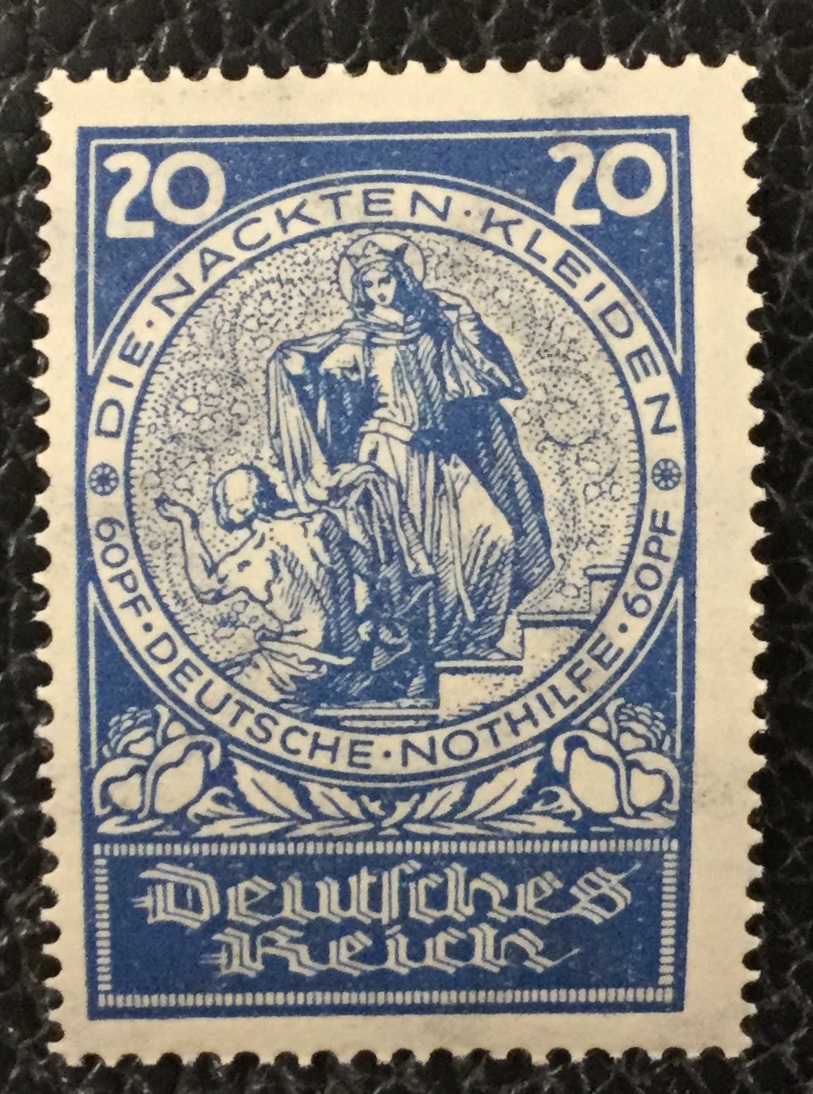 20 20
DIE·NACKTEN·KLEIDEN
60PF·DEUTSCHE·NOTHILFE·60PF
Deutſches
Reich